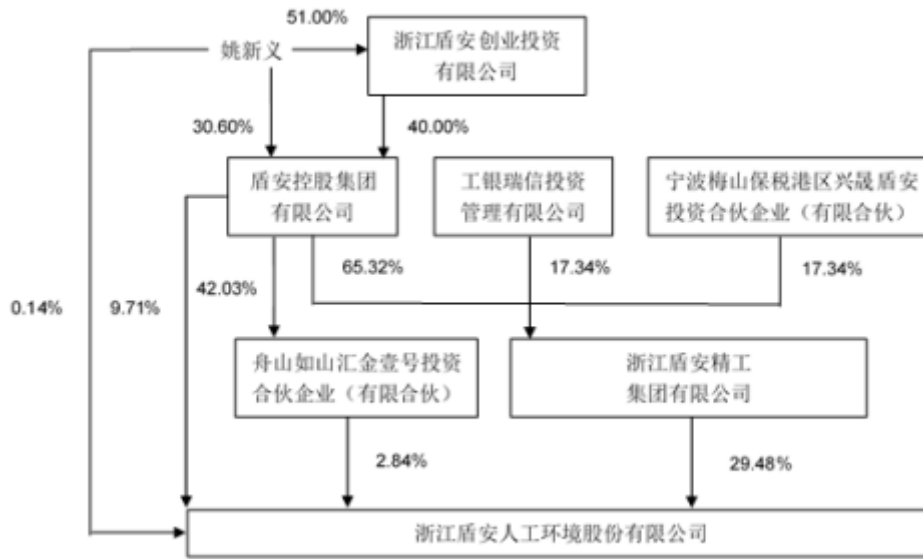 51.00%
姚新义
浙江盾安创业投资
有限公司
30.60%
40.00%
盾安控股集团
有限公司
工银瑞信投资
管理有限公司
宁波梅山保税港区兴晟盾安
投资合伙企业（有限合伙）
0.14%
9.71%
42.03%
65.32%
17.34%
17.34%
舟山如山汇金壹号投资
合伙企业（有限合伙）
浙江盾安精工
集团有限公司
2.84%
29.48%
浙江盾安人工环境股份有限公司